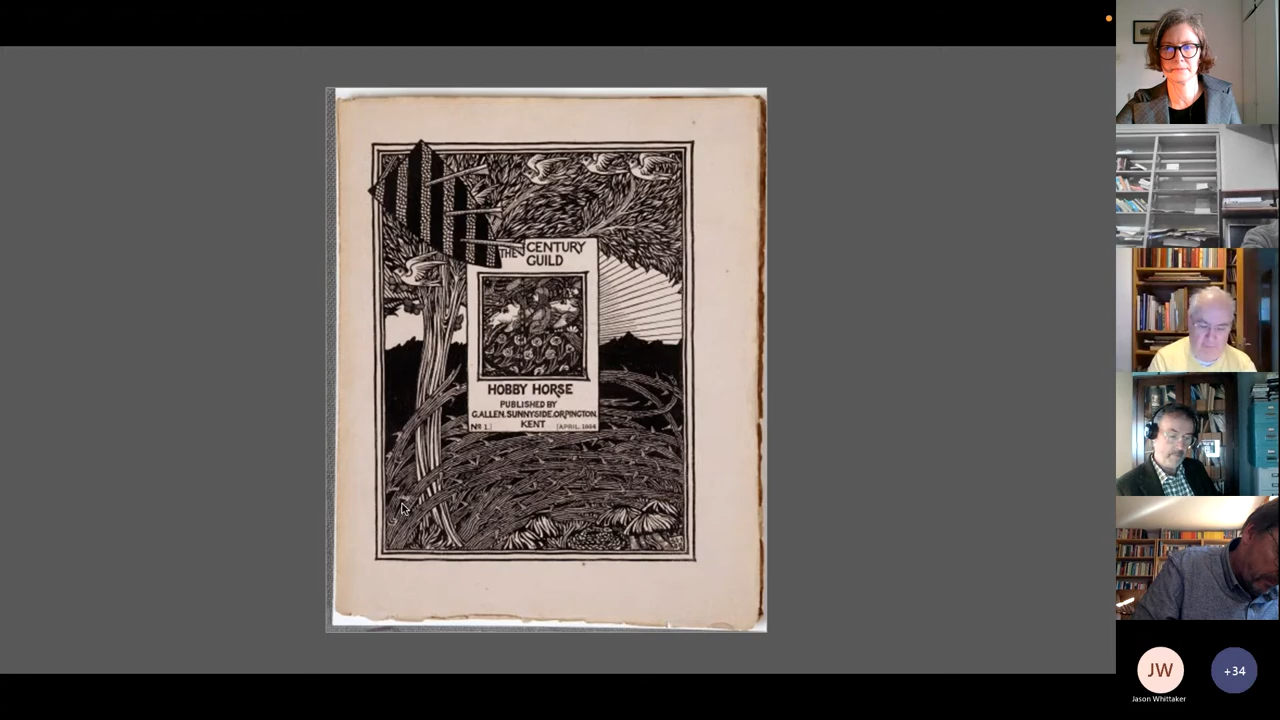 THE CENTURY
GUILD
HOBBY HORSE
PUBLISHED BY
G. ALLEN. SUNNYSIDE. ORPINGTON.
KENT
Nº 1.] [APRIL. 1884
JW
+34
Jason Whittaker